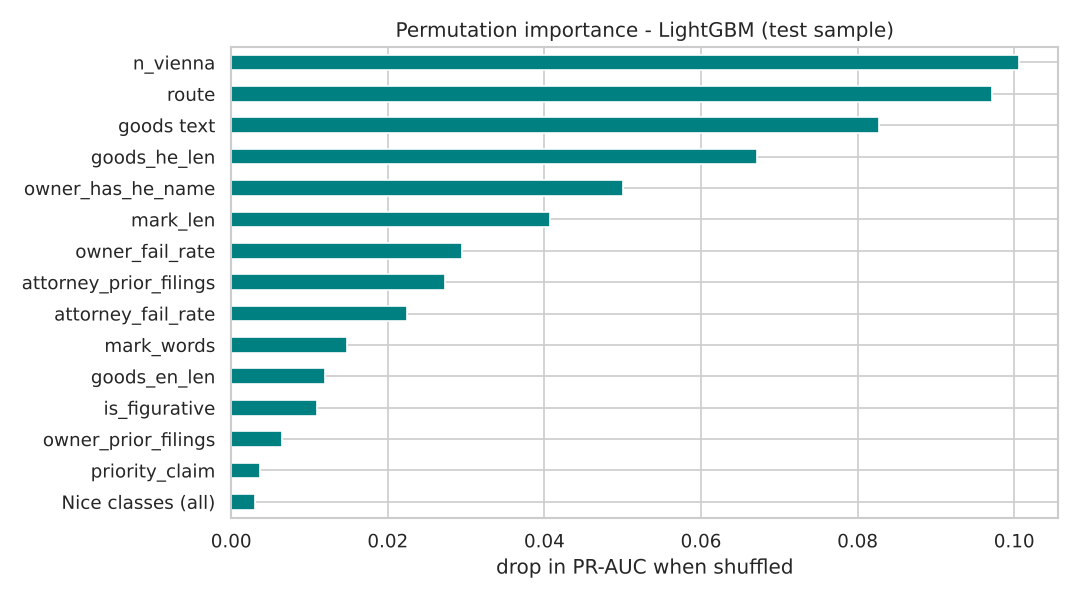 Permutation importance - LightGBM (test sample)
n_vienna
route
goods text
goods_he_len
owner_has_he_name
mark_len
owner_fail_rate
attorney_prior_filings
attorney_fail_rate
mark_words
goods_en_len
is_figurative
owner_prior_filings
priority_claim
Nice classes (all)
0.00 0.02 0.04 0.06 0.08 0.10
drop in PR-AUC when shuffled